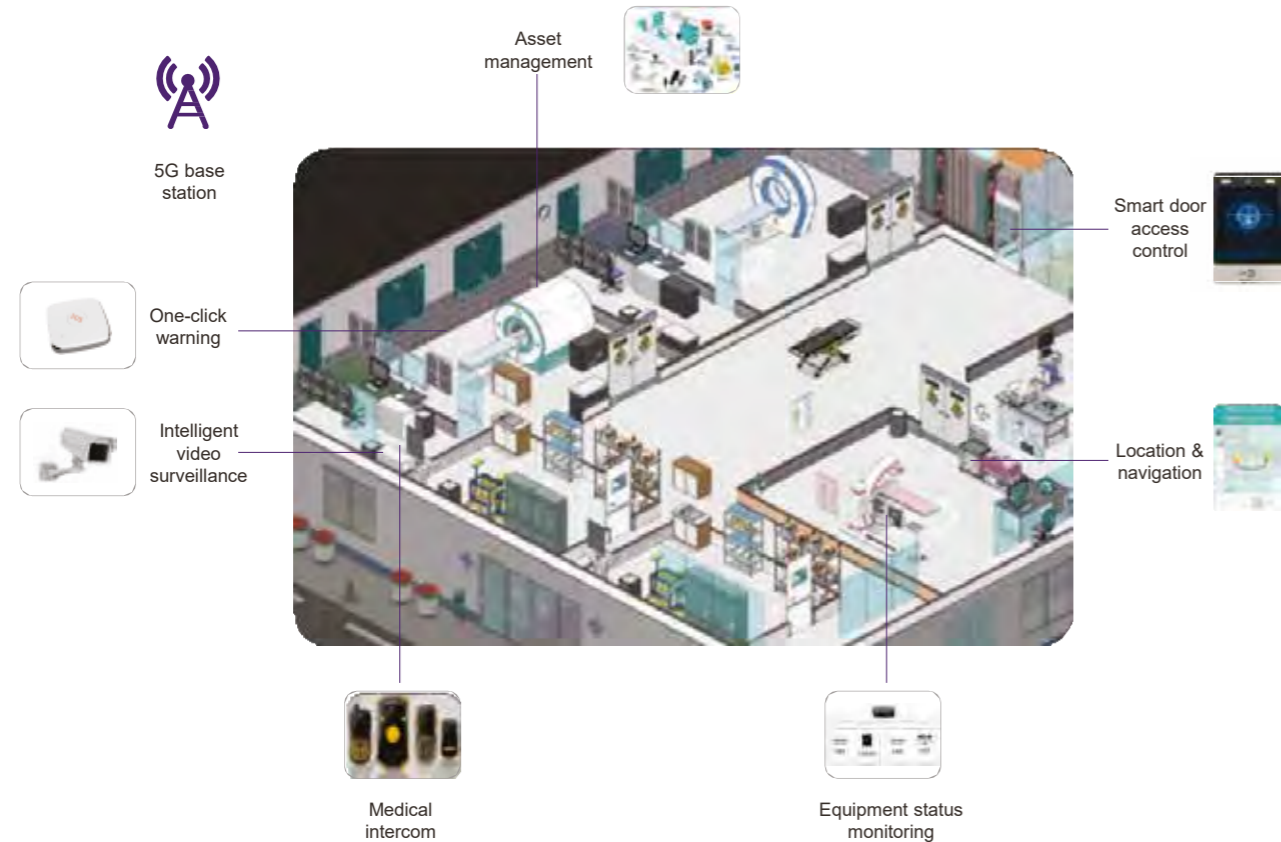 Asset
management
5G base
station
Smart door
access
control
One-click
warning
Intelligent
video
surveillance
Location &
navigation
Medical
intercom
Equipment status
monitoring